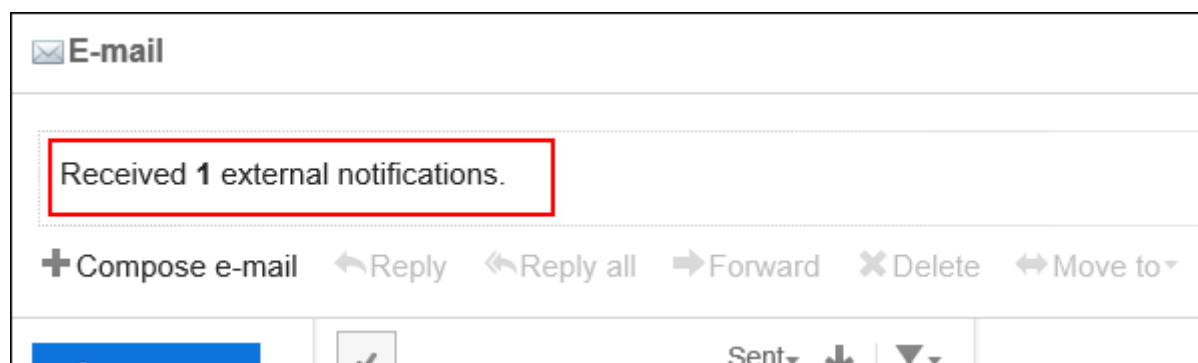 E-mail
Received 1 external notifications.
Compose e-mail Reply Reply all Forward Delete Move to
Sent